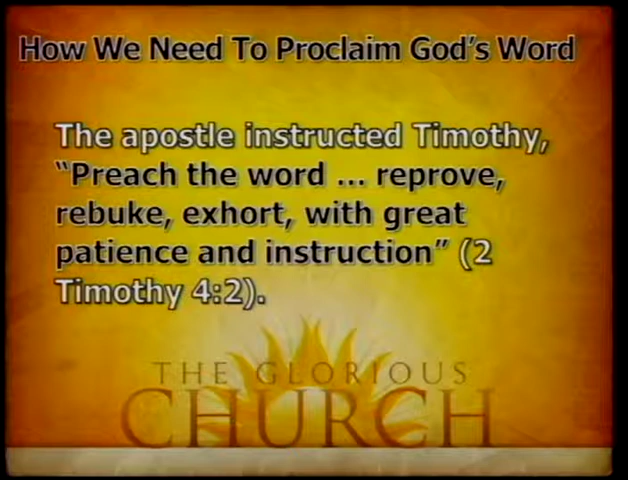 How We Need To Proclaim God's Word
The apostle instructed Timothy,
“Preach the word ... reprove,
rebuke, exhort, with great
patience and instruction” (2
Timothy 4:2).
THE GLORIOUS
CHURCH